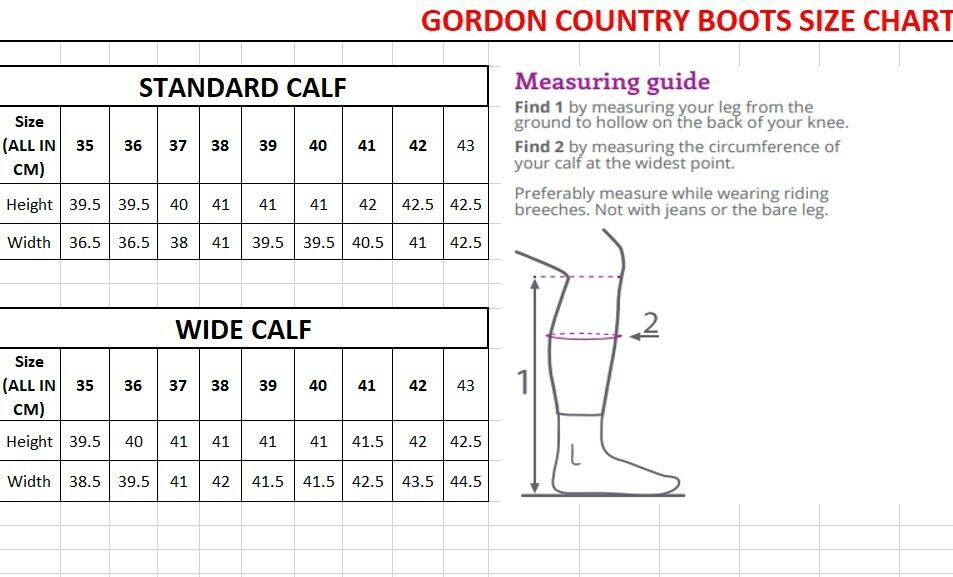 GORDON COUNTRY BOOTS SIZE CHART
STANDARD CALF
Size (ALL IN CM) 35 36 37 38 39 40 41 42 43
Height 39.5 39.5 40 41 41 41 42 42.5 42.5
Width 36.5 36.5 38 41 39.5 39.5 40.5 41 42.5
WIDE CALF
Size (ALL IN CM) 35 36 37 38 39 40 41 42 43
Height 39.5 40 41 41 41 41 41.5 42 42.5
Width 38.5 39.5 41 42 41.5 41.5 42.5 43.5 44.5
Measuring guide
Find 1 by measuring your leg from the
ground to hollow on the back of your knee.
Find 2 by measuring the circumference of
your calf at the widest point.
Preferably measure while wearing riding
breeches. Not with jeans or the bare leg.
2
1